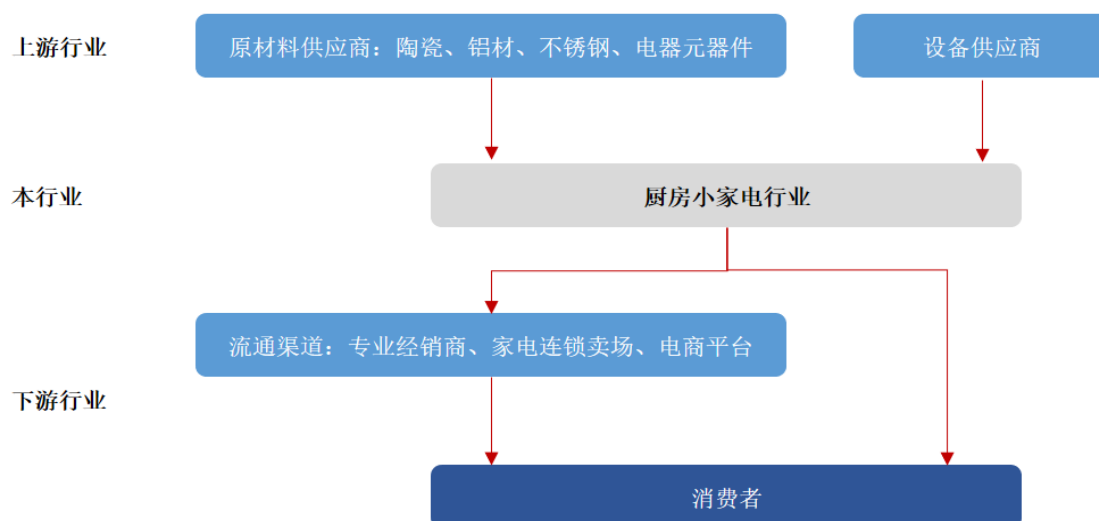 上游行业
原材料供应商：陶瓷、铝材、不锈钢、电器元器件
设备供应商
本行业
厨房小家电行业
流通渠道：专业经销商、家电连锁卖场、电商平台
下游行业
消费者